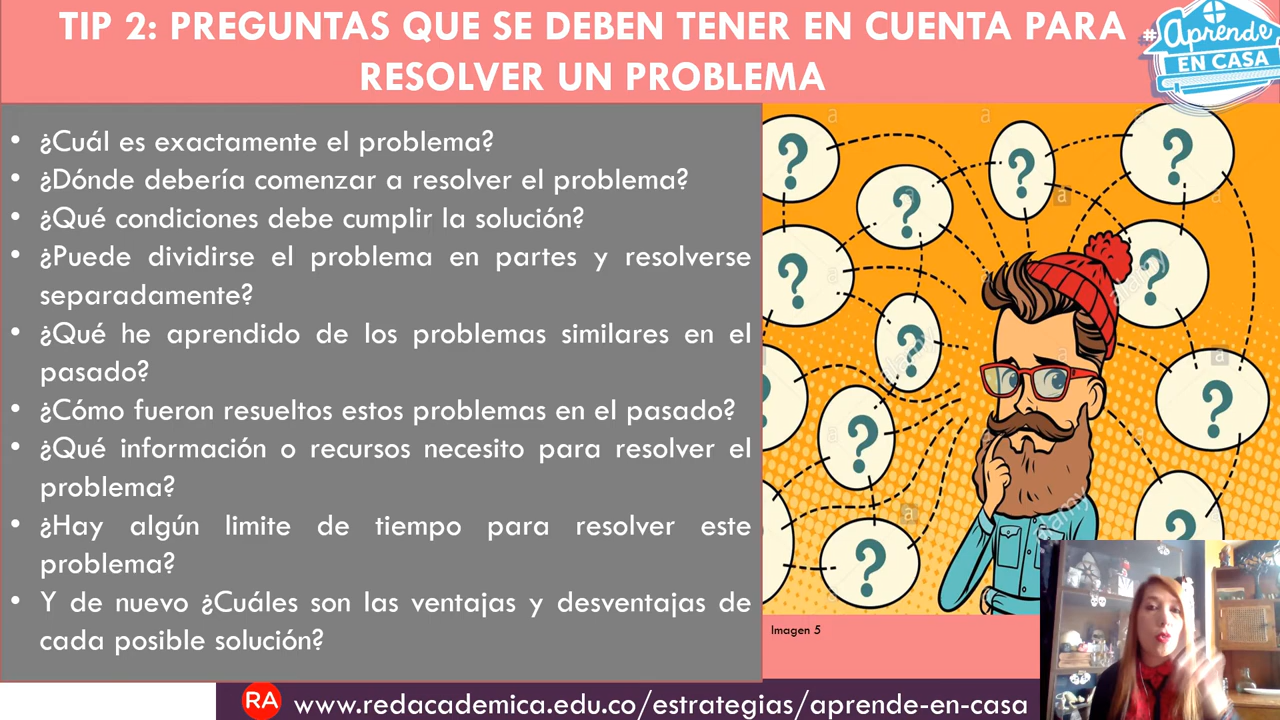 TIP 2: PREGUNTAS QUE SE DEBEN TENER EN CUENTA PARA
RESOLVER UN PROBLEMA
#Aprende
EN CASA
• ¿Cuál es exactamente el problema?
• ¿Dónde debería comenzar a resolver el problema?
• ¿Qué condiciones debe cumplir la solución?
• ¿Puede dividirse el problema en partes y resolverse
separadamente?
• ¿Qué he aprendido de los problemas similares en el
pasado?
• ¿Cómo fueron resueltos estos problemas en el pasado?
• ¿Qué información o recursos necesito para resolver el
problema?
• ¿Hay algún limite de tiempo para resolver este
problema?
• Y de nuevo ¿Cuáles son las ventajas y desventajas de
cada posible solución?
? ? ? ? ? ? ? ? ? ? ? ?
alamy
alamy
alamy
a
a
a
a
a
Imagen 5
RA www.redacademica.edu.co/estrategias/aprende-en-casa